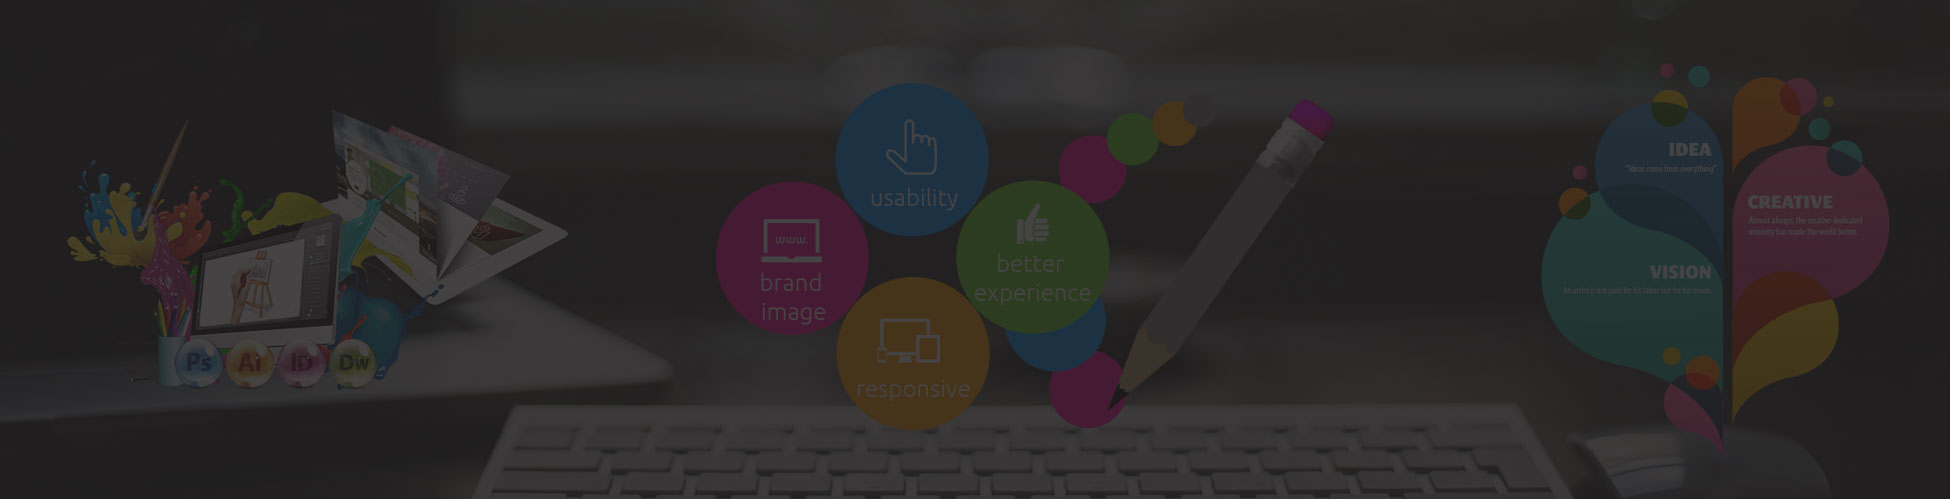 usability
www.
brand
image
better
experience
responsive
Ps Ai ID Dw
IDEA
"Ideas come from everything"
CREATIVE
Almost always, the creative dedicated
minority has made the world better.
VISION
An artist is not paid for his labor but for his vision.